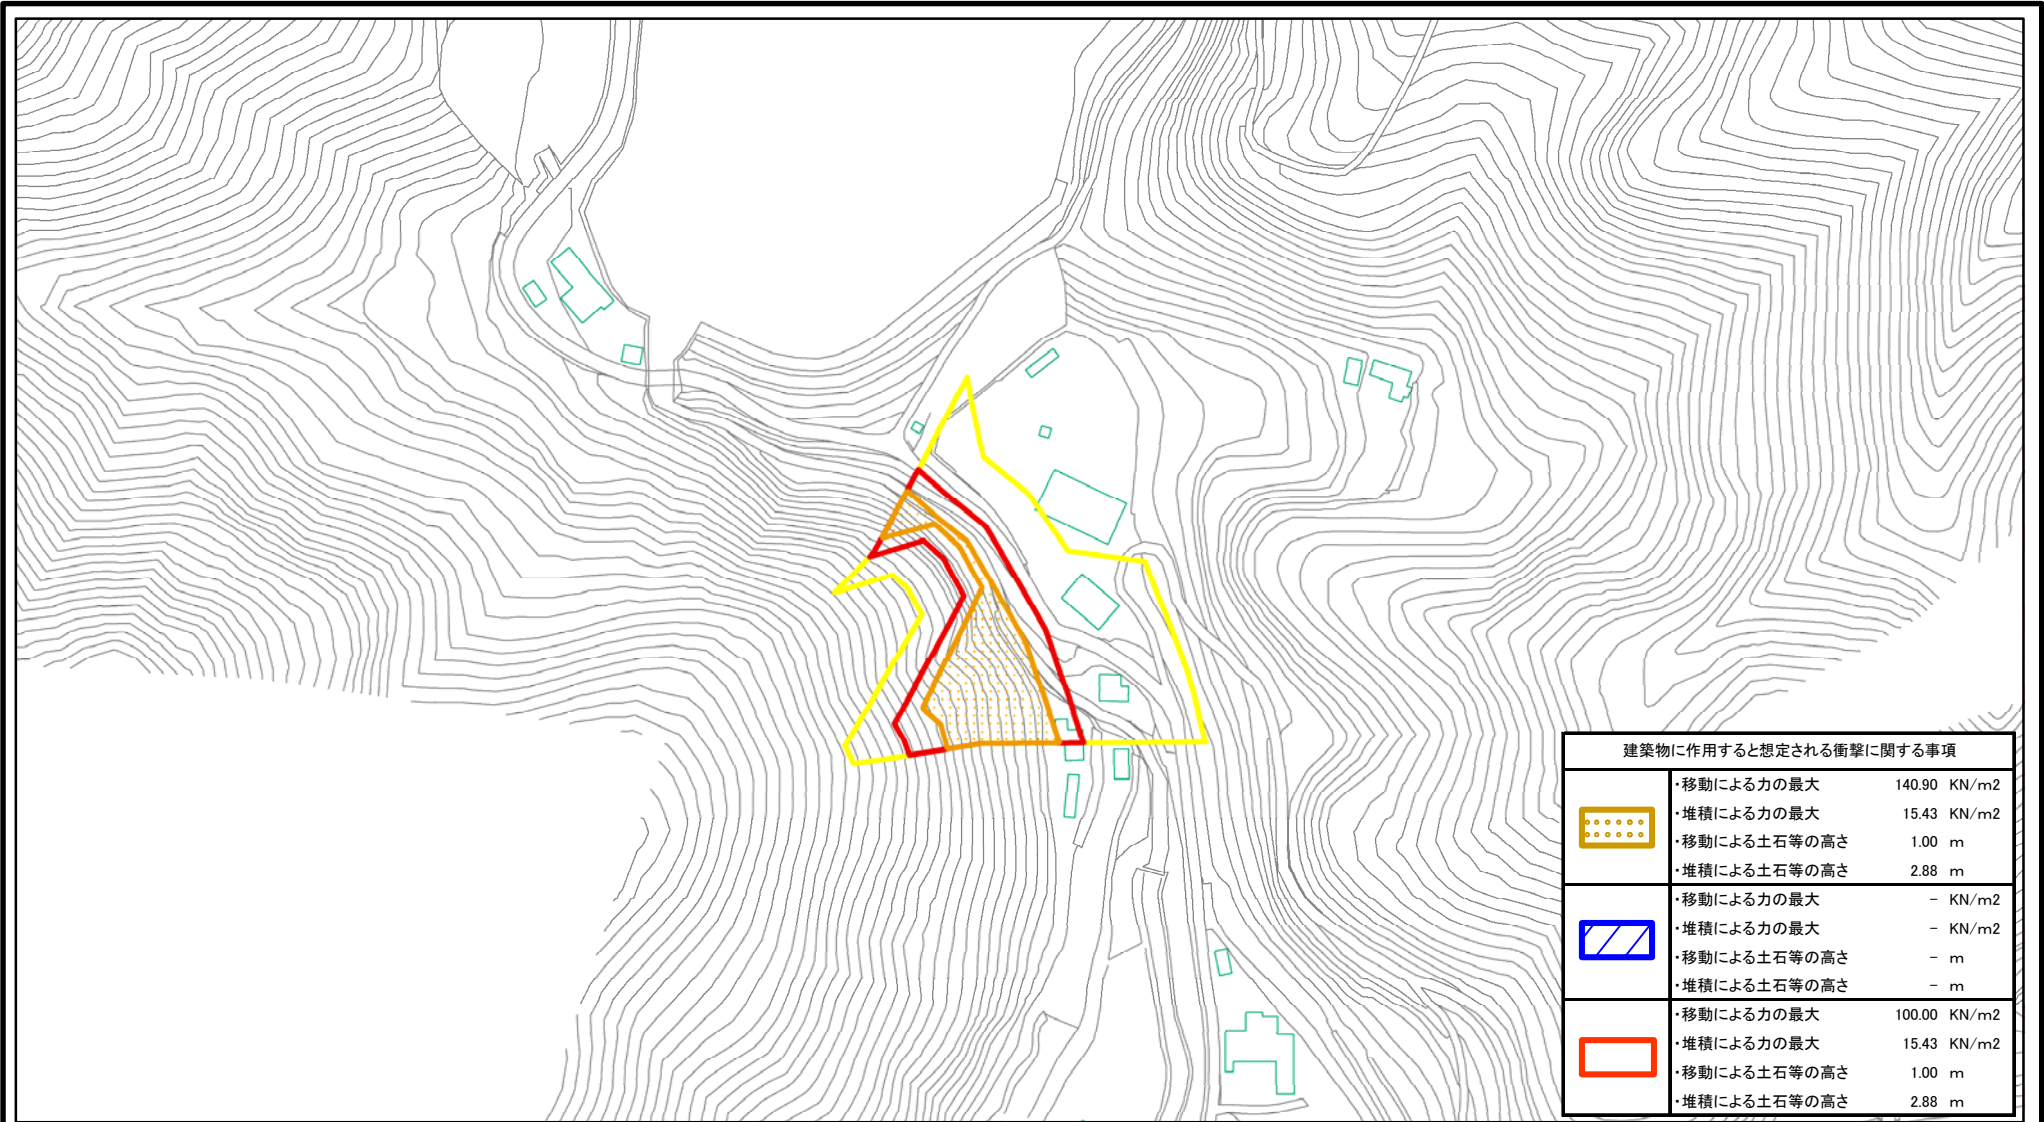 建築物に作用すると想定される衝撃に関する事項
・移動による力の最大 140.90 KN/m2
・堆積による力の最大 15.43 KN/m2
・移動による土石等の高さ 1.00 m
・堆積による土石等の高さ 2.88 m
・移動による力の最大 - KN/m2
・堆積による力の最大 - KN/m2
・移動による土石等の高さ - m
・堆積による土石等の高さ - m
・移動による力の最大 100.00 KN/m2
・堆積による力の最大 15.43 KN/m2
・移動による土石等の高さ 1.00 m
・堆積による土石等の高さ 2.88 m